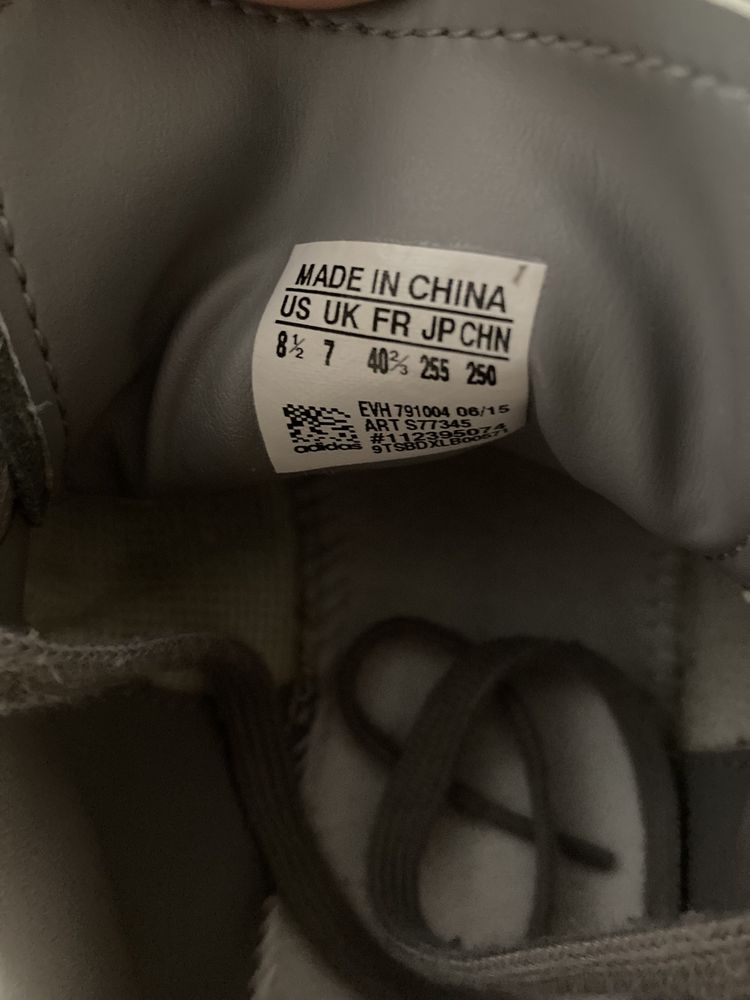 MADE IN CHINA
US UK FR JP CHN
8½ 7 40⅔ 255 250
EVH 791004 06/15
ART S77345
#112395074
adidas 9TSBDXLB00571